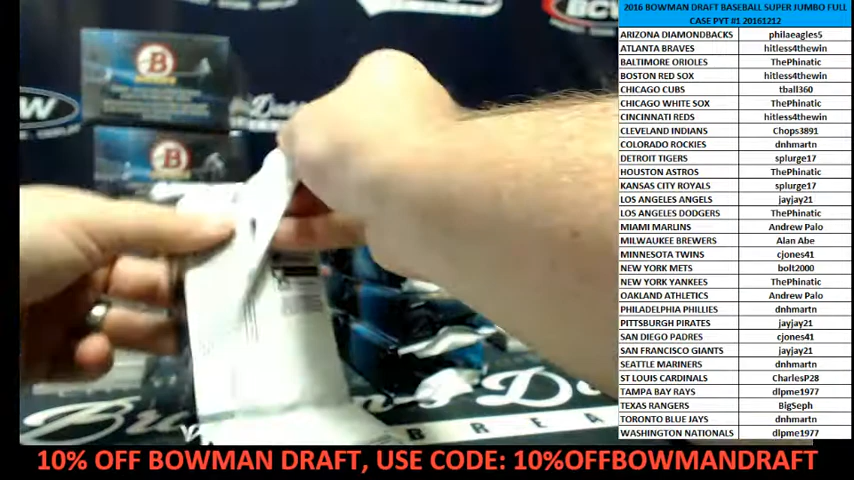 2016 BOWMAN DRAFT BASEBALL SUPER JUMBO FULL
CASE PYT #1 20161212
ARIZONA DIAMONDBACKS philaeagles5
ATLANTA BRAVES hitless4thewin
BALTIMORE ORIOLES ThePhinatic
BOSTON RED SOX hitless4thewin
CHICAGO CUBS tball360
CHICAGO WHITE SOX ThePhinatic
CINCINNATI REDS hitless4thewin
CLEVELAND INDIANS Chops3891
COLORADO ROCKIES dnhmartn
DETROIT TIGERS splurge17
HOUSTON ASTROS ThePhinatic
KANSAS CITY ROYALS splurge17
LOS ANGELES ANGELS jayjay21
LOS ANGELES DODGERS ThePhinatic
MIAMI MARLINS Andrew Palo
MILWAUKEE BREWERS Alan Abe
MINNESOTA TWINS cjones41
NEW YORK METS bolt2000
NEW YORK YANKEES ThePhinatic
OAKLAND ATHLETICS Andrew Palo
PHILADELPHIA PHILLIES dnhmartn
PITTSBURGH PIRATES jayjay21
SAN DIEGO PADRES cjones41
SAN FRANCISCO GIANTS jayjay21
SEATTLE MARINERS dnhmartn
ST LOUIS CARDINALS CharlesP28
TAMPA BAY RAYS dlpme1977
TEXAS RANGERS BigSeph
TORONTO BLUE JAYS dnhmartn
WASHINGTON NATIONALS dlpme1977
B
B
BCW
B R E A
10% OFF BOWMAN DRAFT, USE CODE: 10%OFFBOWMANDRAFT